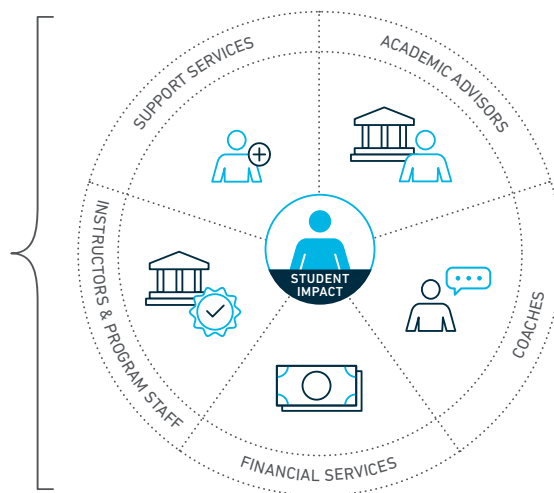 SUPPORT SERVICES
ACADEMIC ADVISORS
INSTRUCTORS & PROGRAM STAFF
STUDENT
IMPACT
COACHES
FINANCIAL SERVICES